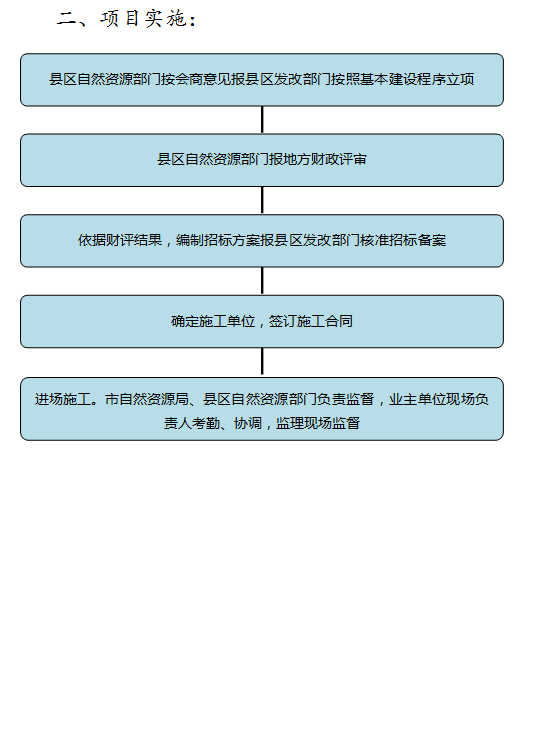 二、项目实施：
县区自然资源部门按会商意见报县区发改部门按照基本建设程序立项
县区自然资源部门报地方财政评审
依据财评结果，编制招标方案报县区发改部门核准招标备案
确定施工单位，签订施工合同
进场施工。市自然资源局、县区自然资源部门负责监督，业主单位现场负
责人考勤、协调，监理现场监督